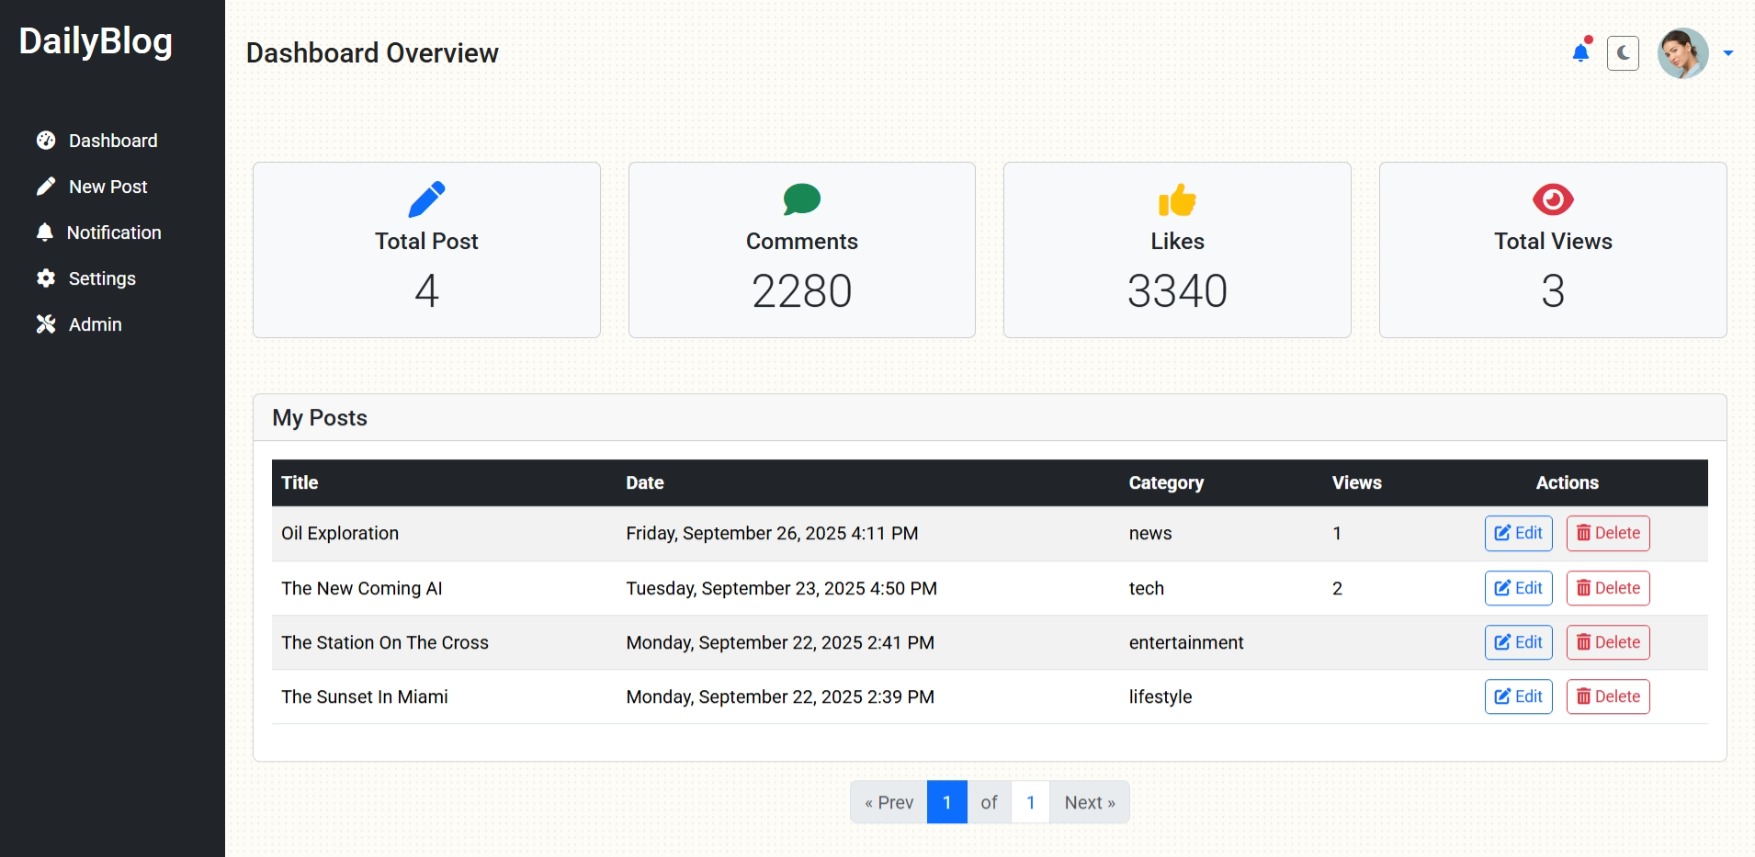 DailyBlog
Dashboard
New Post
Notification
Settings
Admin
Dashboard Overview
Total Post
4
Comments
2280
Likes
3340
Total Views
3
My Posts
Title Date Category Views Actions
Oil Exploration Friday, September 26, 2025 4:11 PM news 1 Edit Delete
The New Coming AI Tuesday, September 23, 2025 4:50 PM tech 2 Edit Delete
The Station On The Cross Monday, September 22, 2025 2:41 PM entertainment Edit Delete
The Sunset In Miami Monday, September 22, 2025 2:39 PM lifestyle Edit Delete
« Prev 1 of 1 Next »